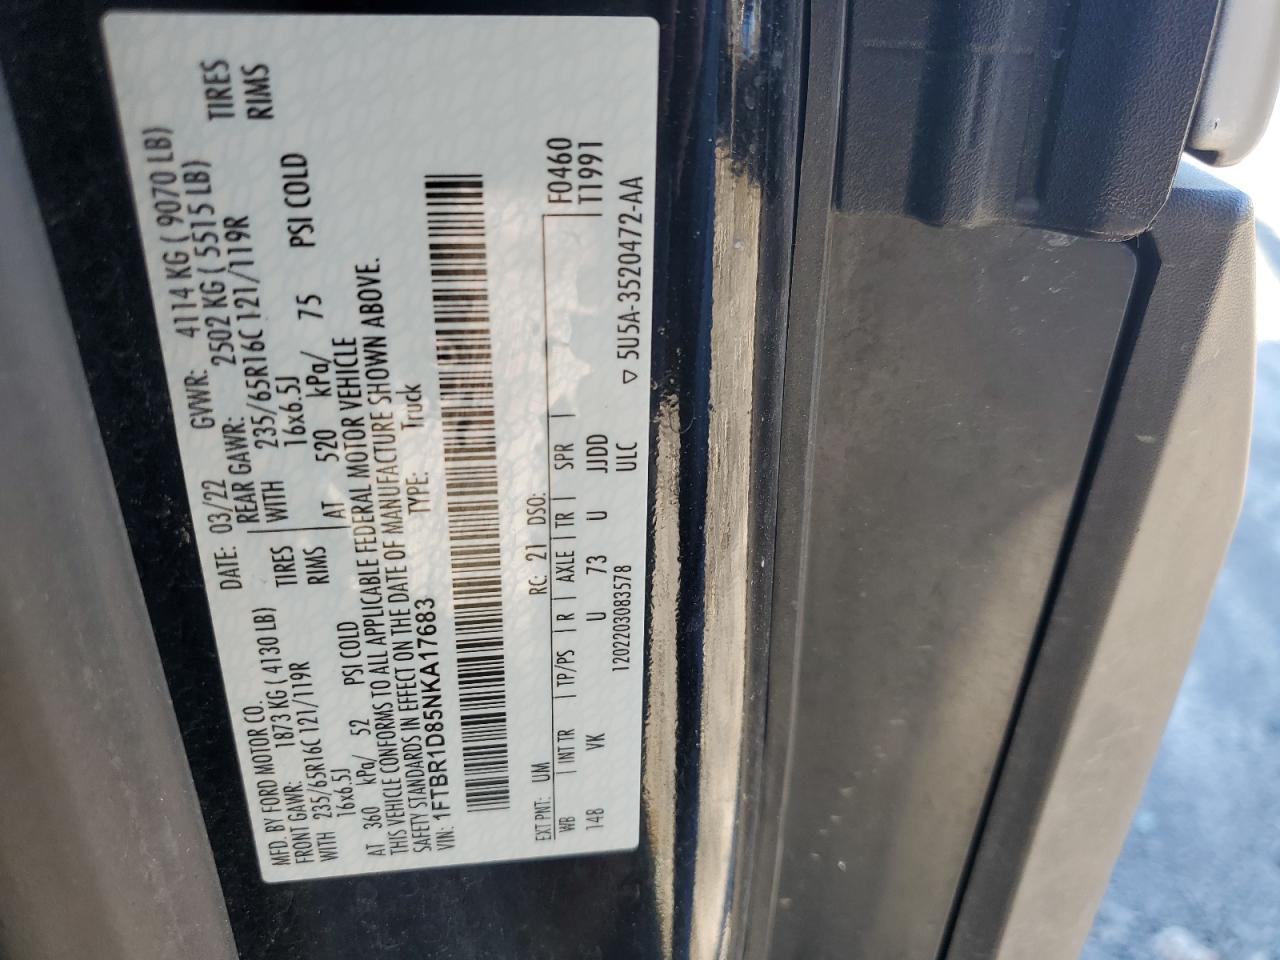 MFD. BY FORD MOTOR CO.
DATE: 03/22 GVWR: 4114 KG ( 9070 LB)
FRONT GAWR: 1873 KG ( 4130 LB) REAR GAWR: 2502 KG ( 5515 LB)
WITH 235/65R16C 121/119R TIRES WITH 235/65R16C 121/119R TIRES
16x6.5J RIMS 16x6.5J RIMS
AT 360 kPa/ 52 PSI COLD AT 520 kPa/ 75 PSI COLD
THIS VEHICLE CONFORMS TO ALL APPLICABLE FEDERAL MOTOR VEHICLE
SAFETY STANDARDS IN EFFECT ON THE DATE OF MANUFACTURE SHOWN ABOVE.
VIN: 1FTBR1D85NKA17683 TYPE: Truck
EXT PNT: UM RC: 21 DSO: F0460
WB | INT TR | TP/PS | R | AXLE | TR | SPR | T1991
148 VK U 73 U JJDD
ULC
1202203083578 ▽ 5U5A-3520472-AA